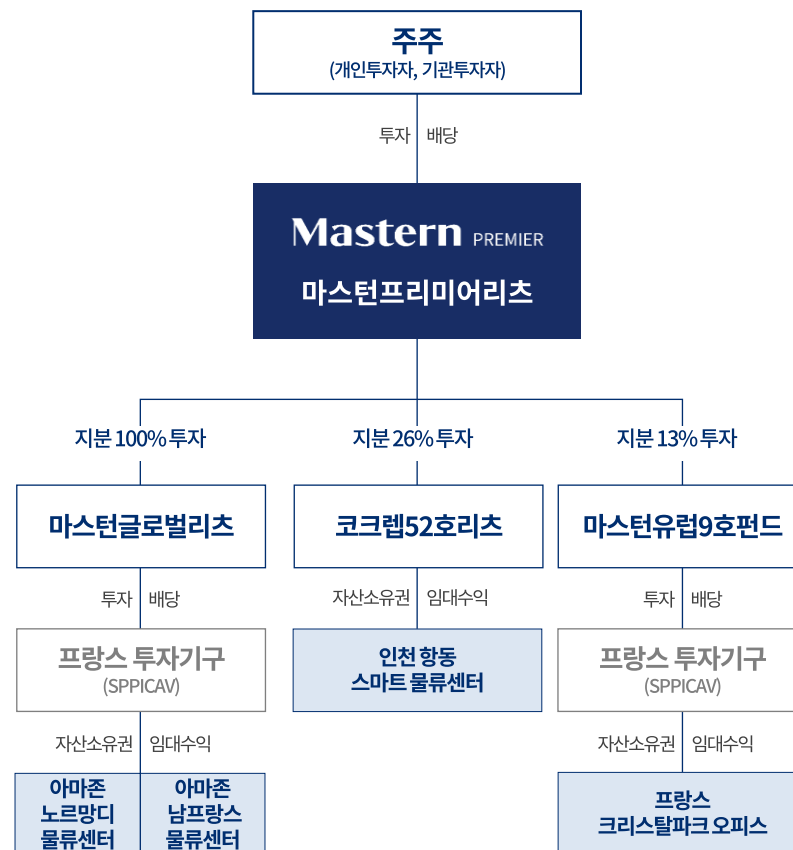 주주
(개인투자자, 기관투자자)
투자 배당
Mastern PREMIER
마스턴프리미어리츠
지분 100% 투자
지분 26% 투자
지분 13% 투자
마스턴글로벌리츠
코크렙52호리츠
마스턴유럽9호펀드
투자 배당
자산소유권 임대수익
투자 배당
프랑스 투자기구
(SPPICAV)
인천 항동
스마트 물류센터
프랑스 투자기구
(SPPICAV)
자산소유권 임대수익
자산소유권 임대수익
아마존
노르망디
물류센터
아마존
남프랑스
물류센터
프랑스
크리스탈파크 오피스